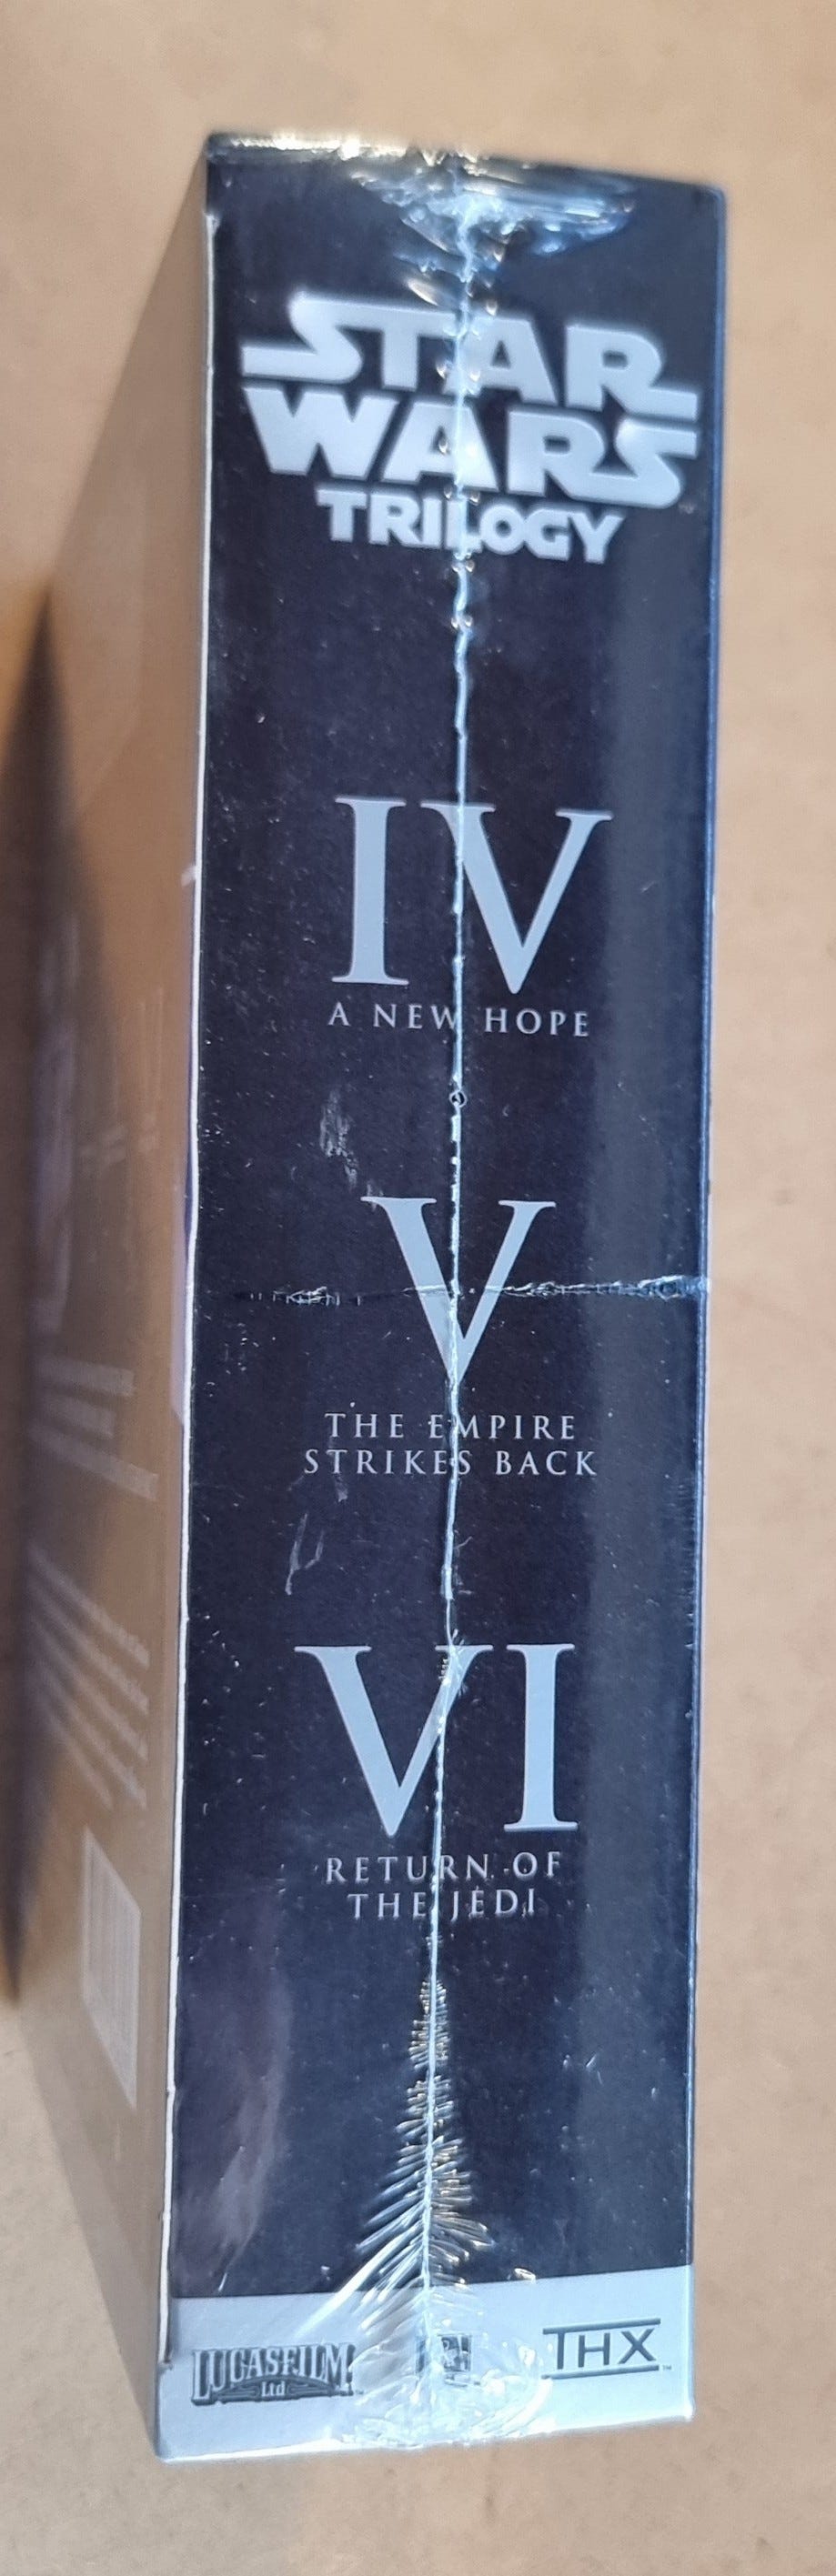 STAR
WARS
TRILOGY
IV
A NEW HOPE
V
THE EMPIRE
STRIKES BACK
VI
RETURN OF
THE JEDI
LUCASFILM
Ltd
THX